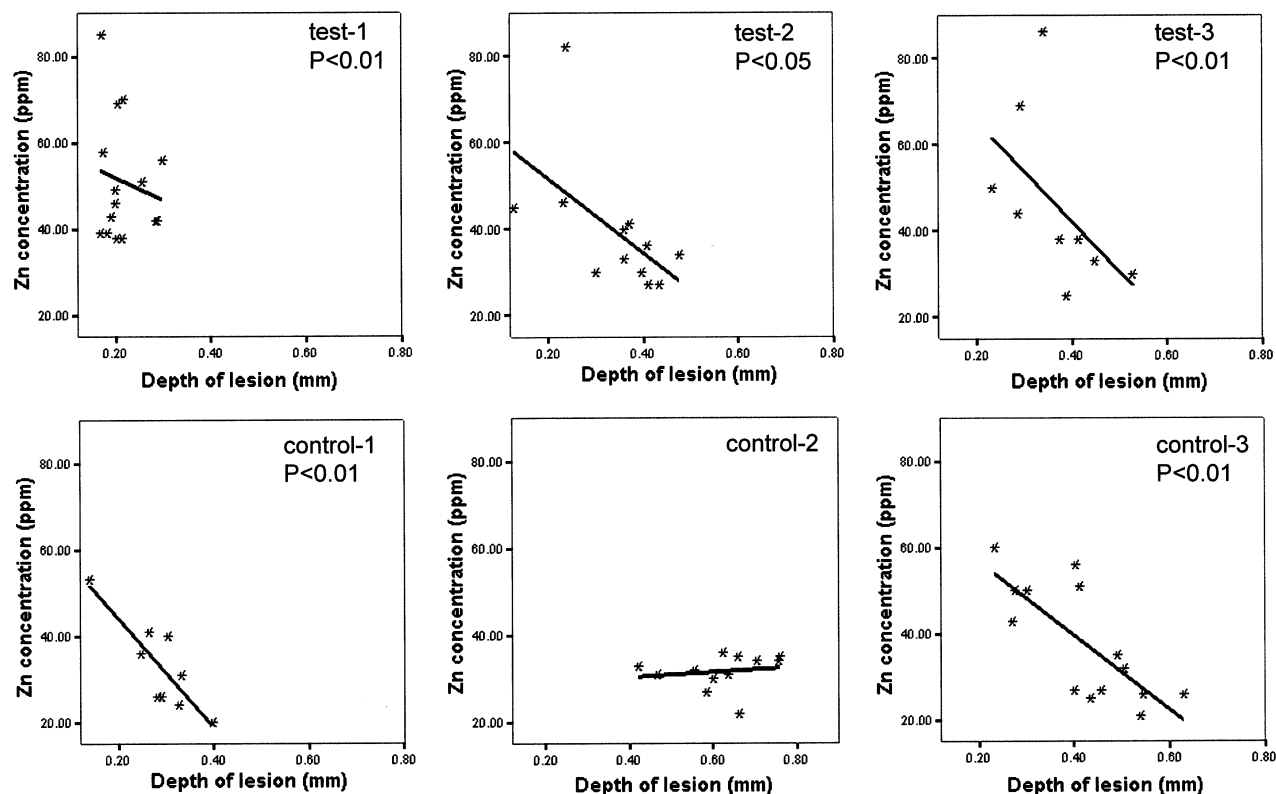 test-1
P<0.01
Zn concentration (ppm)
80.00
60.00
40.00
20.00
0.20 0.40 0.60 0.80
Depth of lesion (mm)
test-2
P<0.05
Zn concentration (ppm)
80.00
60.00
40.00
20.00
0.20 0.40 0.60 0.80
Depth of lesion (mm)
test-3
P<0.01
Zn concentration (ppm)
80.00
60.00
40.00
20.00
0.20 0.40 0.60 0.80
Depth of lesion (mm)
control-1
P<0.01
Zn concentration (ppm)
80.00
60.00
40.00
20.00
0.20 0.40 0.60 0.80
Depth of lesion (mm)
control-2
Zn concentration (ppm)
80.00
60.00
40.00
20.00
0.20 0.40 0.60 0.80
Depth of lesion (mm)
control-3
P<0.01
Zn concentration (ppm)
80.00
60.00
40.00
20.00
0.20 0.40 0.60 0.80
Depth of lesion (mm)